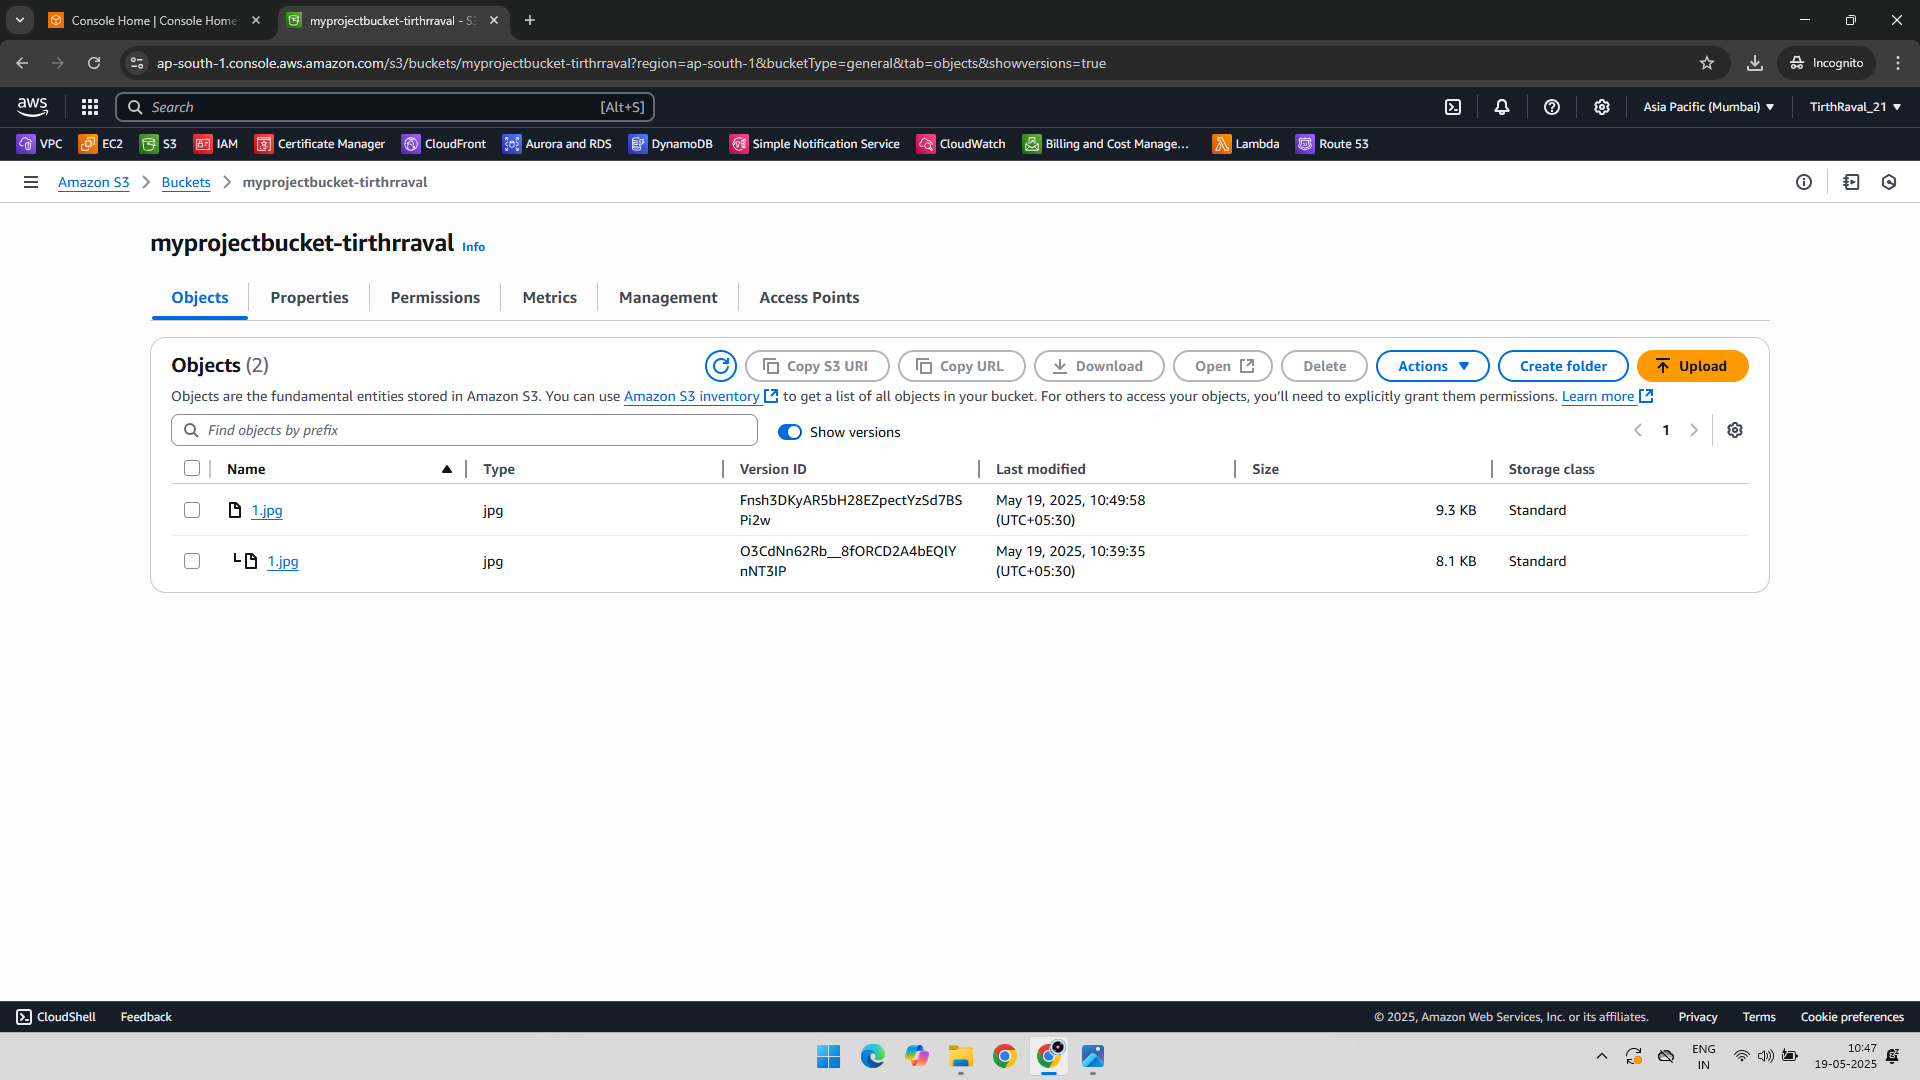 Console Home | Console Home
myprojectbucket-tirthrraval - S3
ap-south-1.console.aws.amazon.com/s3/buckets/myprojectbucket-tirthrraval?region=ap-south-1&bucketType=general&tab=objects&showversions=true
Incognito
aws
Search
[Alt+S]
Asia Pacific (Mumbai)
TirthRaval_21
VPC
EC2
S3
IAM
Certificate Manager
CloudFront
Aurora and RDS
DynamoDB
Simple Notification Service
CloudWatch
Billing and Cost Manage...
Lambda
Route 53
Amazon S3
Buckets
myprojectbucket-tirthrraval
myprojectbucket-tirthrraval Info
Objects
Properties
Permissions
Metrics
Management
Access Points
Objects (2)
Copy S3 URI
Copy URL
Download
Open
Delete
Actions
Create folder
Upload
Objects are the fundamental entities stored in Amazon S3. You can use Amazon S3 inventory to get a list of all objects in your bucket. For others to access your objects, you'll need to explicitly grant them permissions. Learn more
Find objects by prefix
Show versions
1
Name
Type
Version ID
Last modified
Size
Storage class
1.jpg
jpg
Fnsh3DKyAR5bH28EZpectYzSd7BS
Pi2w
May 19, 2025, 10:49:58
(UTC+05:30)
9.3 KB
Standard
1.jpg
jpg
O3CdNn62Rb__8fORCD2A4bEQlY
nNT3IP
May 19, 2025, 10:39:35
(UTC+05:30)
8.1 KB
Standard
CloudShell
Feedback
© 2025, Amazon Web Services, Inc. or its affiliates.
Privacy
Terms
Cookie preferences
ENG
IN
10:47
19-05-2025